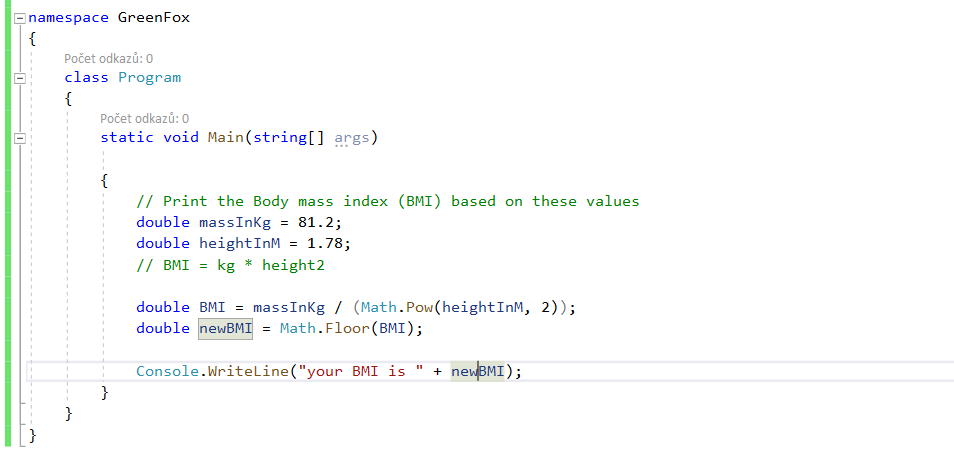 namespace GreenFox
{
Počet odkazů: 0
class Program
{
Počet odkazů: 0
static void Main(string[] args)
{
// Print the Body mass index (BMI) based on these values
double massInKg = 81.2;
double heightInM = 1.78;
// BMI = kg * height2
double BMI = massInKg / (Math.Pow(heightInM, 2));
double newBMI = Math.Floor(BMI);
Console.WriteLine("your BMI is " + newBMI);
}
}
}